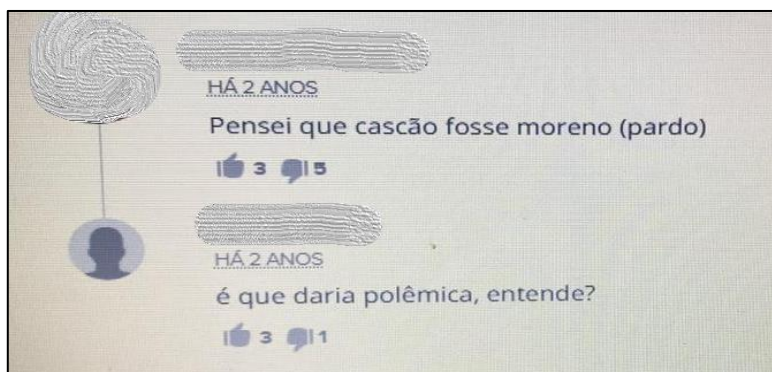 HÁ 2 ANOS
Pensei que cascão fosse moreno (pardo)
3 5
HÁ 2 ANOS
é que daria polêmica, entende?
3 1